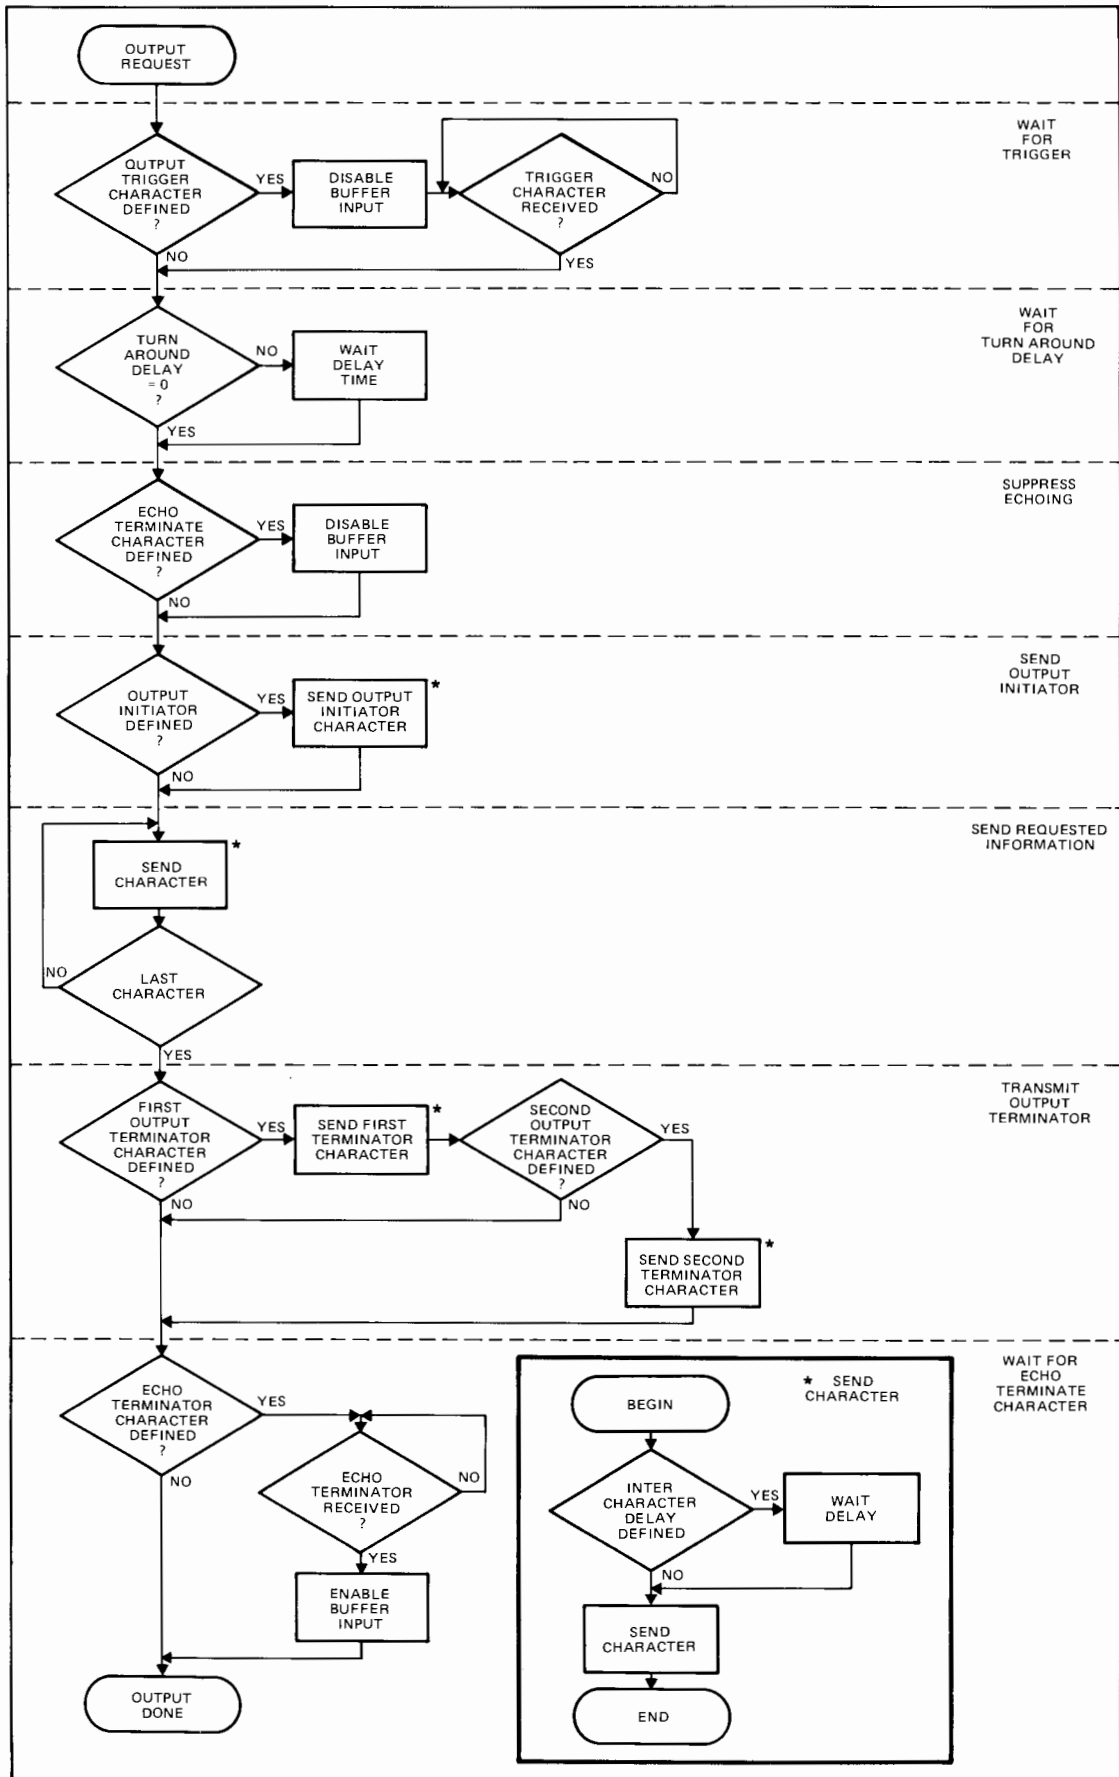 OUTPUT
REQUEST
WAIT
FOR
TRIGGER
OUTPUT
TRIGGER
CHARACTER
DEFINED
?
YES
DISABLE
BUFFER
INPUT
TRIGGER
CHARACTER
RECEIVED
?
NO
NO
YES
WAIT
FOR
TURN AROUND
DELAY
TURN
AROUND
DELAY
= 0
?
NO
WAIT
DELAY
TIME
YES
SUPPRESS
ECHOING
ECHO
TERMINATE
CHARACTER
DEFINED
?
YES
DISABLE
BUFFER
INPUT
NO
SEND
OUTPUT
INITIATOR
OUTPUT
INITIATOR
DEFINED
?
YES
SEND OUTPUT
INITIATOR
CHARACTER
*
NO
SEND REQUESTED
INFORMATION
SEND
CHARACTER
*
LAST
CHARACTER
NO
YES
TRANSMIT
OUTPUT
TERMINATOR
FIRST
OUTPUT
TERMINATOR
CHARACTER
DEFINED
?
YES
SEND FIRST
TERMINATOR
CHARACTER
*
SECOND
OUTPUT
TERMINATOR
CHARACTER
DEFINED
?
YES
NO
NO
SEND SECOND
TERMINATOR
CHARACTER
*
WAIT FOR
ECHO
TERMINATE
CHARACTER
ECHO
TERMINATOR
CHARACTER
DEFINED
?
YES
NO
ECHO
TERMINATOR
RECEIVED
?
NO
YES
ENABLE
BUFFER
INPUT
OUTPUT
DONE
* SEND
CHARACTER
BEGIN
INTER
CHARACTER
DELAY
DEFINED
YES
WAIT
DELAY
NO
SEND
CHARACTER
END